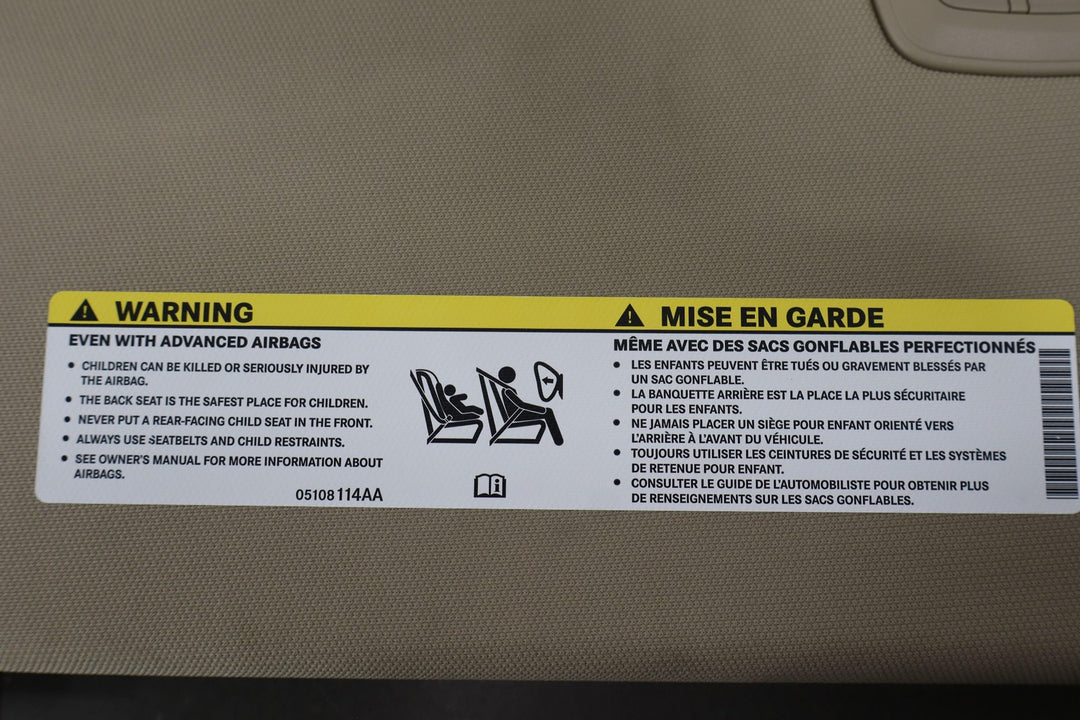 WARNING
EVEN WITH ADVANCED AIRBAGS
• CHILDREN CAN BE KILLED OR SERIOUSLY INJURED BY
THE AIRBAG.
• THE BACK SEAT IS THE SAFEST PLACE FOR CHILDREN.
• NEVER PUT A REAR-FACING CHILD SEAT IN THE FRONT.
• ALWAYS USE SEATBELTS AND CHILD RESTRAINTS.
• SEE OWNER'S MANUAL FOR MORE INFORMATION ABOUT
AIRBAGS.
05108114AA
MISE EN GARDE
MÊME AVEC DES SACS GONFLABLES PERFECTIONNÉS
• LES ENFANTS PEUVENT ÊTRE TUÉS OU GRAVEMENT BLESSÉS PAR
UN SAC GONFLABLE.
• LA BANQUETTE ARRIÈRE EST LA PLACE LA PLUS SÉCURITAIRE
POUR LES ENFANTS.
• NE JAMAIS PLACER UN SIÈGE POUR ENFANT ORIENTÉ VERS
L'ARRIÈRE À L'AVANT DU VÉHICULE.
• TOUJOURS UTILISER LES CEINTURES DE SÉCURITÉ ET LES SYSTÈMES
DE RETENUE POUR ENFANT.
• CONSULTER LE GUIDE DE L'AUTOMOBILISTE POUR OBTENIR PLUS
DE RENSEIGNEMENTS SUR LES SACS GONFLABLES.